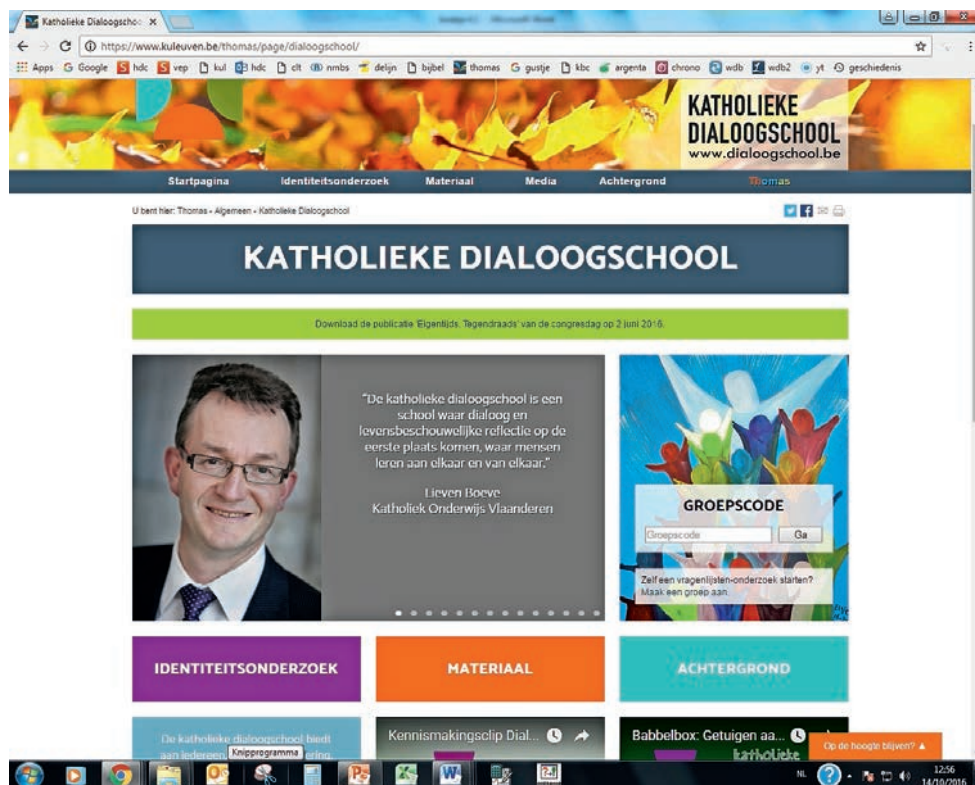 Katholieke Dialoogscho
https://www.kuleuven.be/thomas/page/dialoogschool/
Apps Google hdc vep kul hdc clt nmbs delijn bijbel thomas gustje kbc argenta chrono wdb wdb2 yt geschiedenis
KATHOLIEKE
DIALOOGSCHOOL
www.dialoogschool.be
Startpagina Identiteitsonderzoek Materiaal Media Achtergrond Thomas
U bent hier: Thomas - Algemeen - Katholieke Dialoogschool
KATHOLIEKE DIALOOGSCHOOL
Download de publicatie 'Eigentijds. Tegendraads' van de congresdag op 2 juni 2016.
"De katholieke dialoogschool is een
school waar dialoog en
levensbeschouwelijke reflectie op de
eerste plaats komen, waar mensen
leren aan elkaar en van elkaar."
Lieven Boeve
Katholiek Onderwijs Vlaanderen
GROEPSCODE
Groepscode Ga
Zelf een vragenlijsten-onderzoek starten?
Maak een groep aan.
IDENTITEITSONDERZOEK
MATERIAAL
ACHTERGROND
De katholieke dialoogschool biedt
aan iedereen, ering,
Knipprogramma
Kennismakingsclip Dial...
Babbelbox: Getuigen aa...
katholieke
Op de hoogte blijven?
NL 12:56
14/10/2016